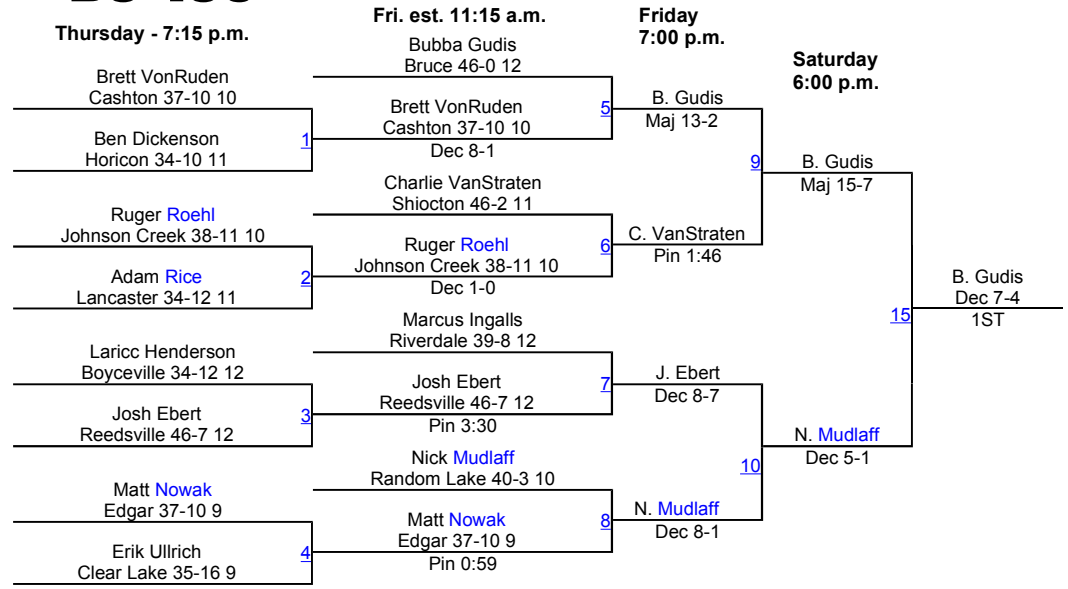 Thursday - 7:15 p.m.
Fri. est. 11:15 a.m.
Friday
7:00 p.m.
Saturday
6:00 p.m.
Brett VonRuden
Cashton 37-10 10
Ben Dickenson
Horicon 34-10 11
1
Ruger Roehl
Johnson Creek 38-11 10
Adam Rice
Lancaster 34-12 11
2
Laricc Henderson
Boyceville 34-12 12
Josh Ebert
Reedsville 46-7 12
3
Matt Nowak
Edgar 37-10 9
Erik Ullrich
Clear Lake 35-16 9
4
Bubba Gudis
Bruce 46-0 12
Brett VonRuden
Cashton 37-10 10
Dec 8-1
5
Charlie VanStraten
Shiocton 46-2 11
Ruger Roehl
Johnson Creek 38-11 10
Dec 1-0
6
Marcus Ingalls
Riverdale 39-8 12
Josh Ebert
Reedsville 46-7 12
Pin 3:30
7
Nick Mudlaff
Random Lake 40-3 10
Matt Nowak
Edgar 37-10 9
Pin 0:59
8
B. Gudis
Maj 13-2
C. VanStraten
Pin 1:46
9
J. Ebert
Dec 8-7
N. Mudlaff
Dec 8-1
10
B. Gudis
Maj 15-7
N. Mudlaff
Dec 5-1
15
B. Gudis
Dec 7-4
1ST